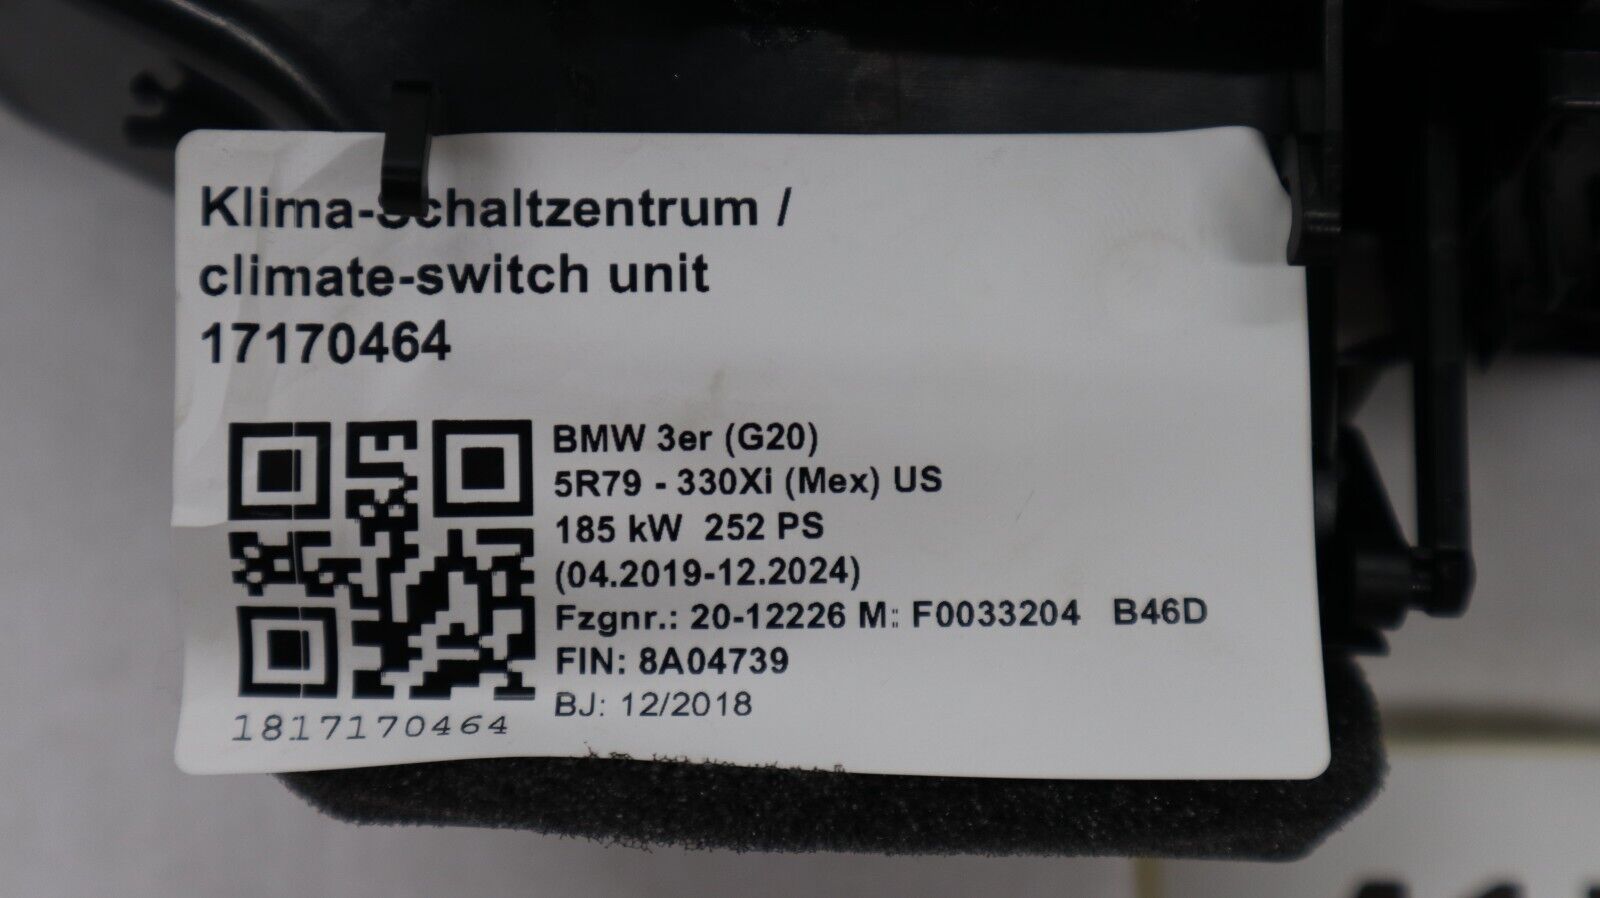 Klima-Schaltzentrum /
climate-switch unit
17170464
BMW 3er (G20)
5R79 - 330Xi (Mex) US
185 kW 252 PS
(04.2019-12.2024)
Fzgnr.: 20-12226 M: F0033204 B46D
FIN: 8A04739
BJ: 12/2018
1817170464